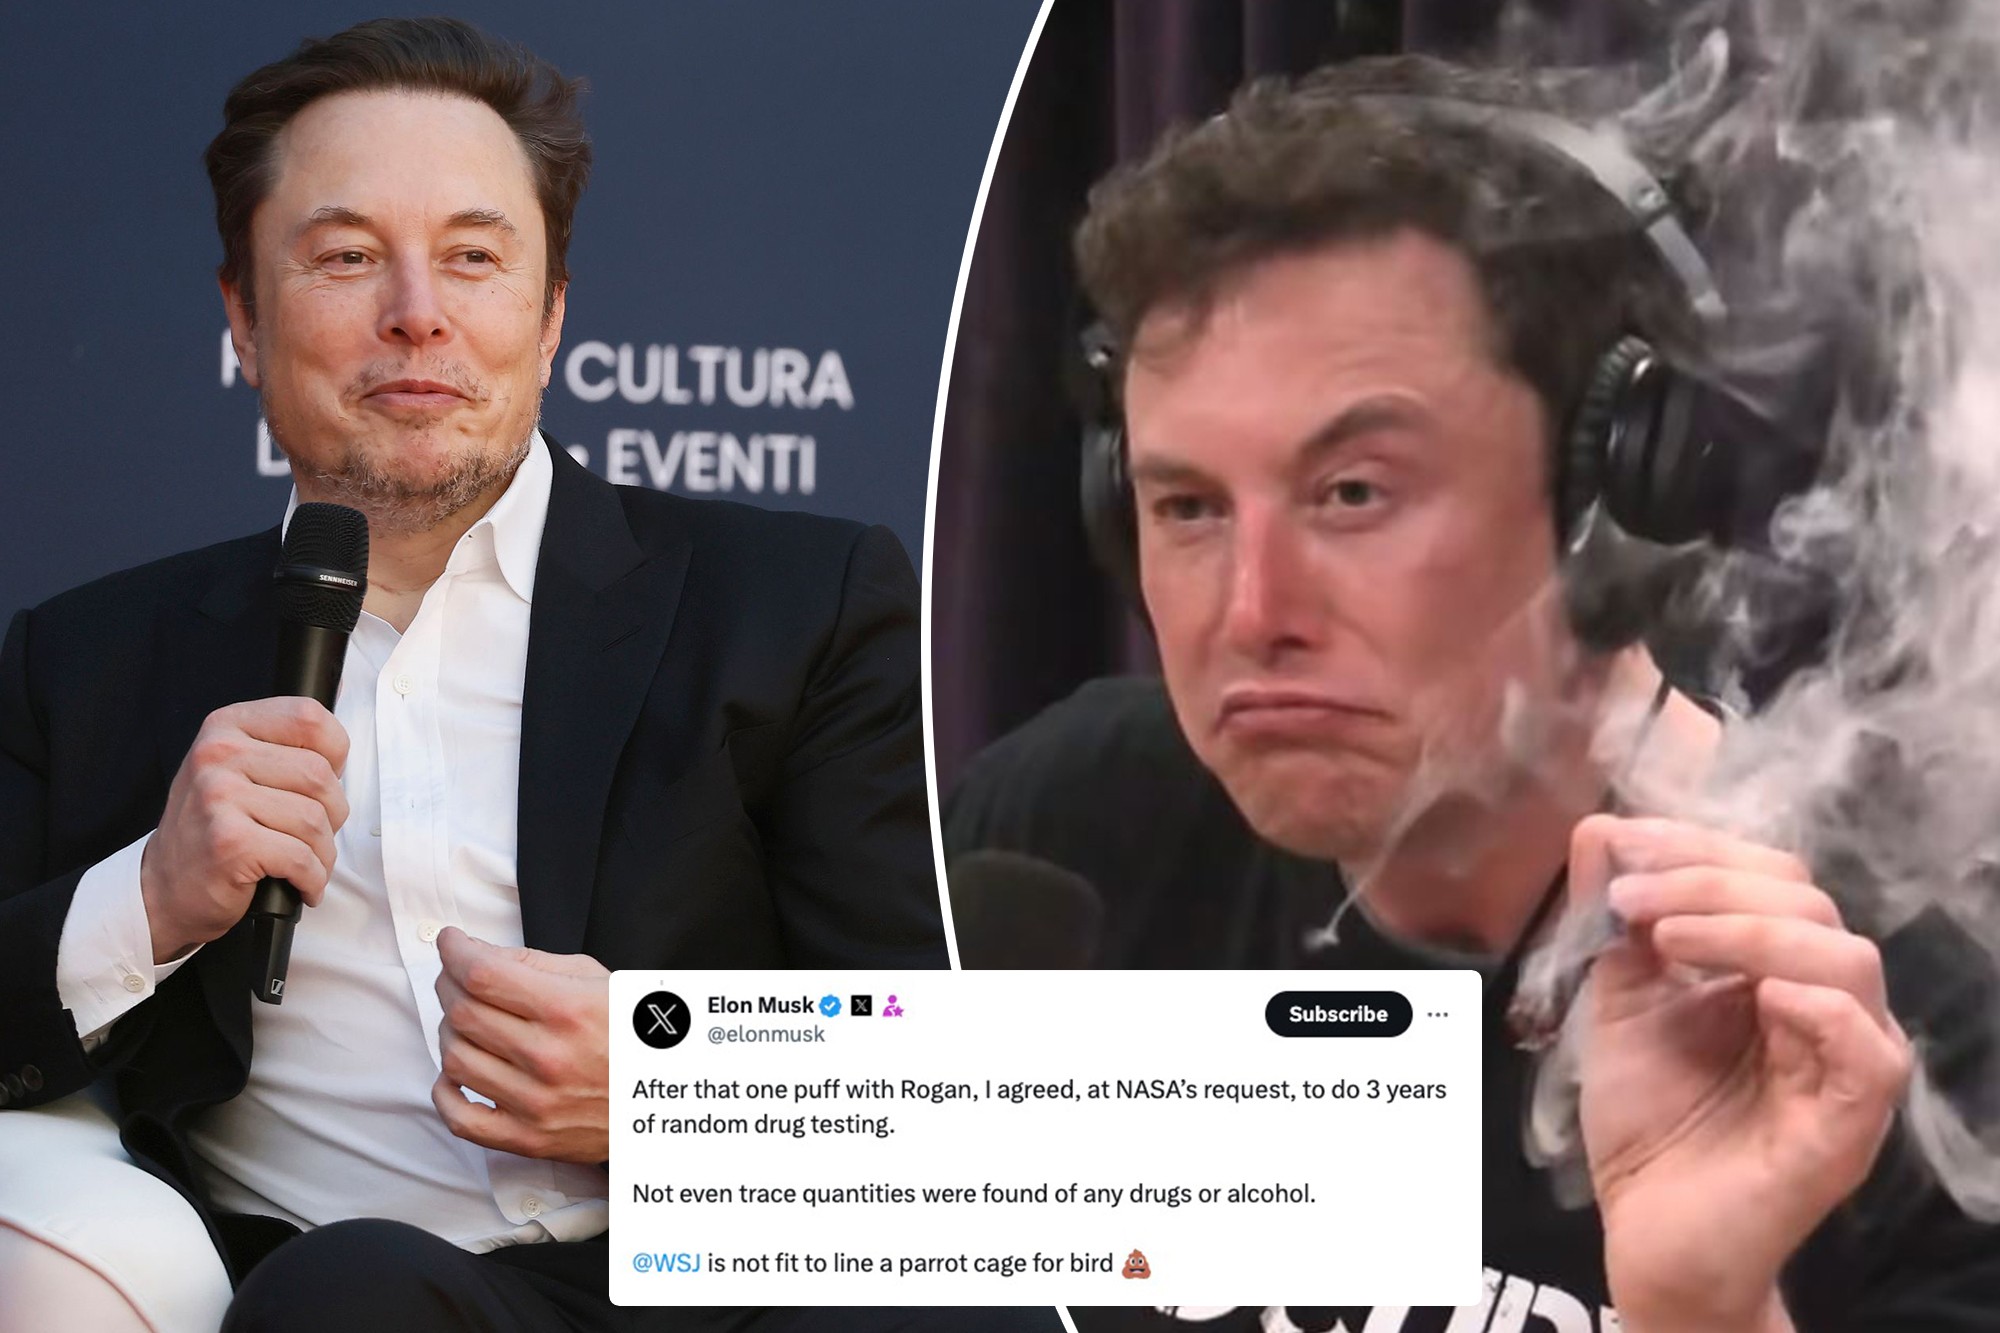 CULTURA
EVENTI
SENNHEISER
Elon Musk
@elonmusk
Subscribe
After that one puff with Rogan, I agreed, at NASA’s request, to do 3 years
of random drug testing.
Not even trace quantities were found of any drugs or alcohol.
@WSJ is not fit to line a parrot cage for bird 💩